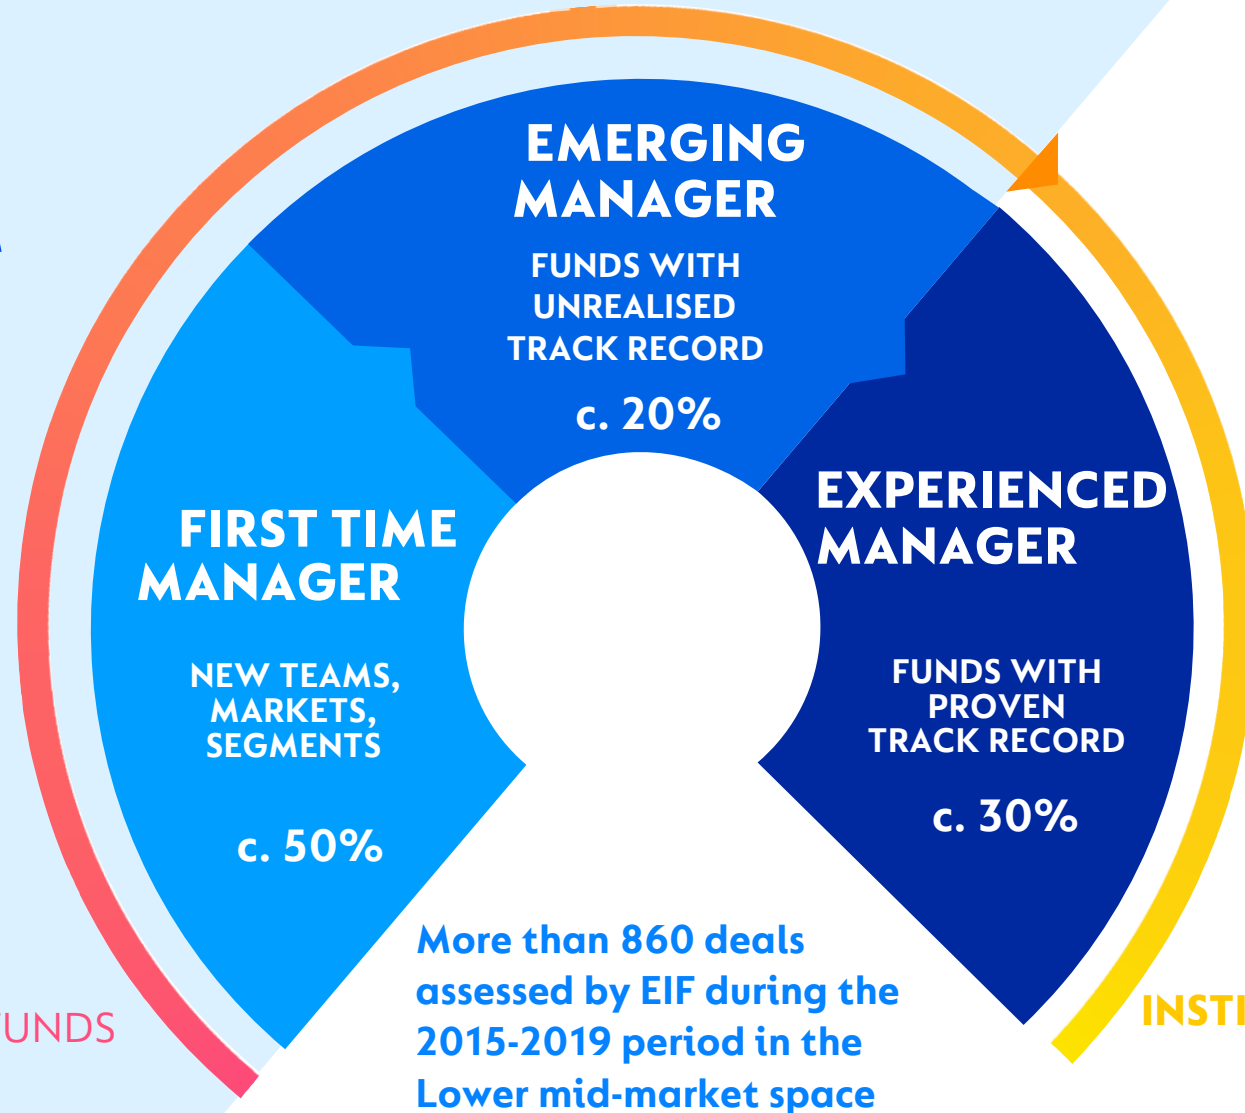 EMERGING
MANAGER
FUNDS WITH
UNREALISED
TRACK RECORD
c. 20%
FIRST TIME
MANAGER
NEW TEAMS,
MARKETS,
SEGMENTS
c. 50%
EXPERIENCED
MANAGER
FUNDS WITH
PROVEN
TRACK RECORD
c. 30%
More than 860 deals
assessed by EIF during the
2015-2019 period in the
Lower mid-market space